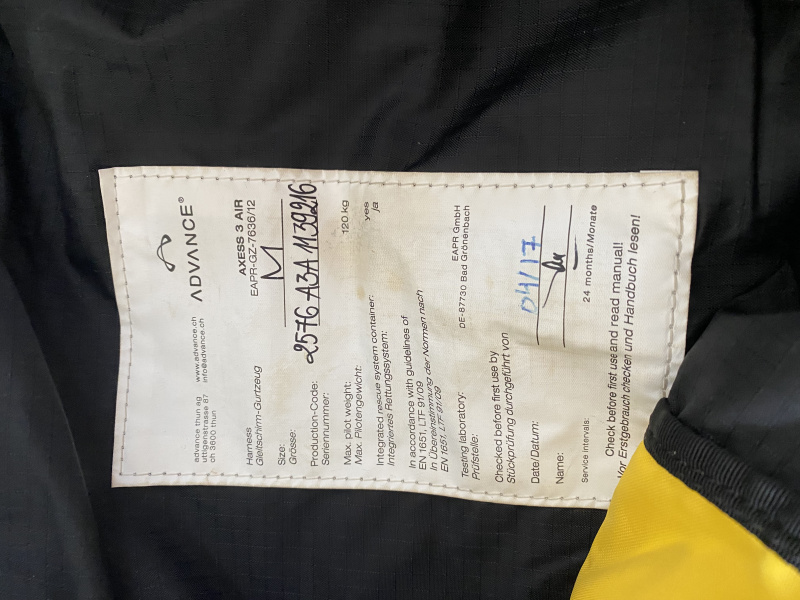 ADVANCE®
advance thun ag www.advance.ch
uttigenstrasse 87 info@advance.ch
ch 3600 thun
Harness AXESS 3 AIR
Gleitschirm-Gurtzeug EAPR-GZ-7636/12
Size: M
Grösse:
Production-Code: 2576 A3A 1139216
Seriennummer:
Max. pilot weight: 120 kg
Max. Pilotengewicht:
Integrated rescue system container: yes
Integriertes Rettungssystem: ja
In accordance with guidelines of
EN 1651, LTF 91/09
In Übereinstimmung der Normen nach
EN 1651, LTF 91/09
Testing laboratory: EAPR GmbH
Prüfstelle: DE-87730 Bad Grönenbach
Checked before first use by
Stückprüfung durchgeführt von
Date/Datum: 04/17
Name:
Service intervals: 24 months/Monate
Check before first use and read manual!
Vor Erstgebrauch checken und Handbuch lesen!